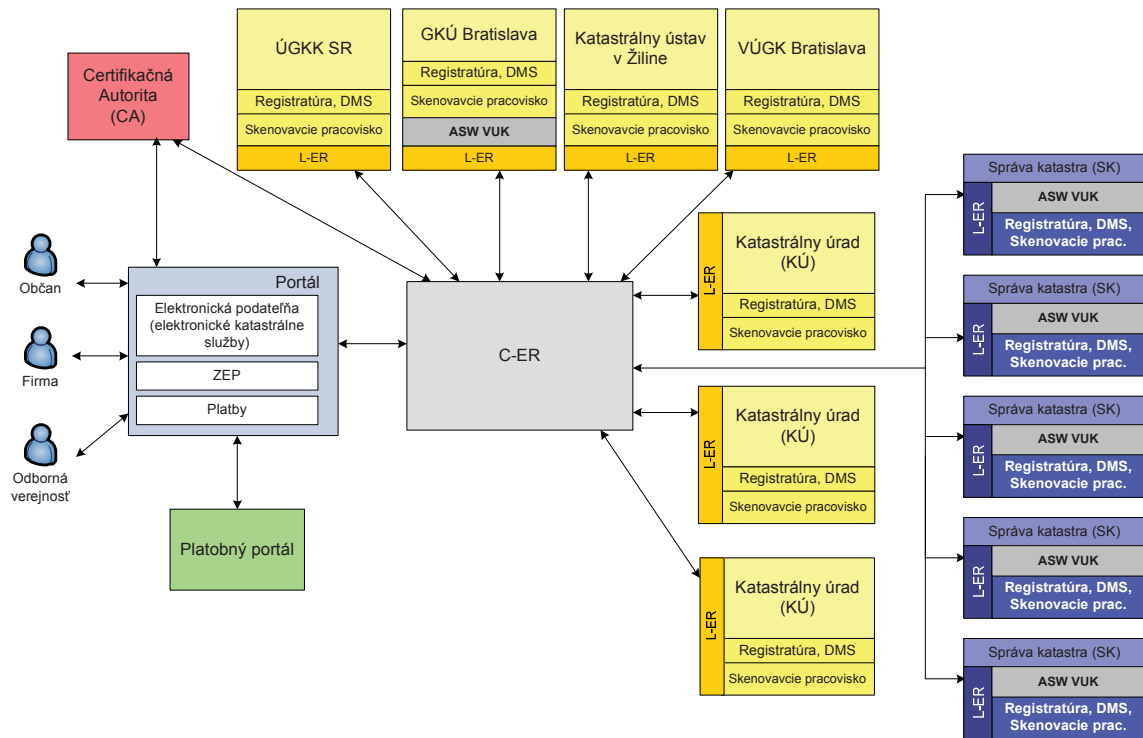 Certifikačná
Autorita
(CA)
ÚGKK SR
Registratúra, DMS
Skenovavcie pracovisko
L-ER
GKÚ Bratislava
Registratúra, DMS
Skenovavcie pracovisko
ASW VUK
L-ER
Katastrálny ústav
v Žiline
Registratúra, DMS
Skenovavcie pracovisko
L-ER
VÚGK Bratislava
Registratúra, DMS
Skenovavcie pracovisko
L-ER
Občan
Firma
Odborná
verejnosť
Portál
Elektronická podateľňa
(elektronické katastrálne
služby)
ZEP
Platby
Platobný portál
C-ER
L-ER
Katastrálny úrad
(KÚ)
Registratúra, DMS
Skenovavcie pracovisko
L-ER
Katastrálny úrad
(KÚ)
Registratúra, DMS
Skenovavcie pracovisko
L-ER
Katastrálny úrad
(KÚ)
Registratúra, DMS
Skenovavcie pracovisko
Správa katastra (SK)
L-ER
ASW VUK
Registratúra, DMS,
Skenovacie prac.
Správa katastra (SK)
L-ER
ASW VUK
Registratúra, DMS,
Skenovacie prac.
Správa katastra (SK)
L-ER
ASW VUK
Registratúra, DMS,
Skenovacie prac.
Správa katastra (SK)
L-ER
ASW VUK
Registratúra, DMS,
Skenovacie prac.
Správa katastra (SK)
L-ER
ASW VUK
Registratúra, DMS,
Skenovacie prac.